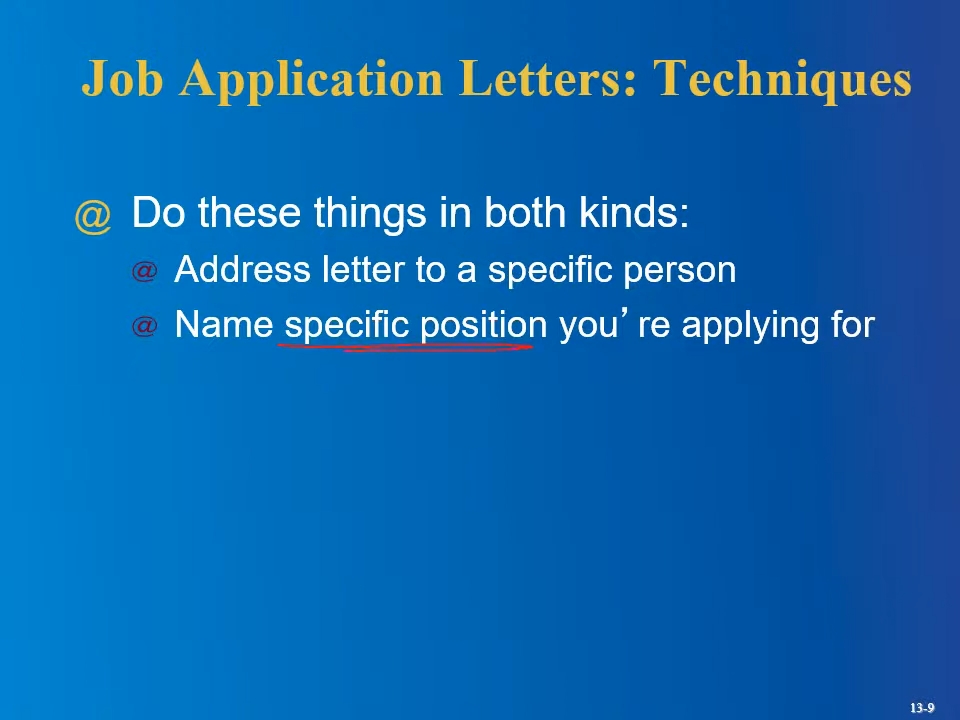 Job Application Letters: Techniques
@ Do these things in both kinds:
@ Address letter to a specific person
@ Name specific position you’re applying for
13-9